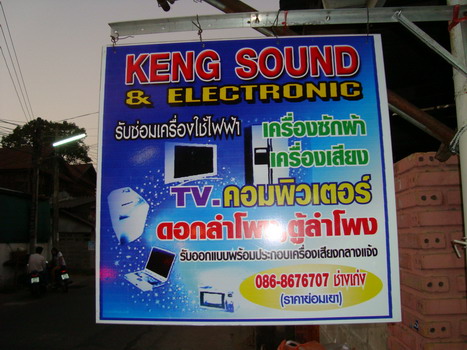 KENG SOUND
& ELECTRONIC
รับซ่อมเครื่องใช้ไฟฟ้า
เครื่องซักผ้า
เครื่องเสียง
TV. คอมพิวเตอร์
ดอกลำโพง,ตู้ลำโพง
รับออกแบบพร้อมประกอบเครื่องเสียงกลางแจ้ง
086-8676707 ช่างเก่ง
(ราคาย่อมเยา)